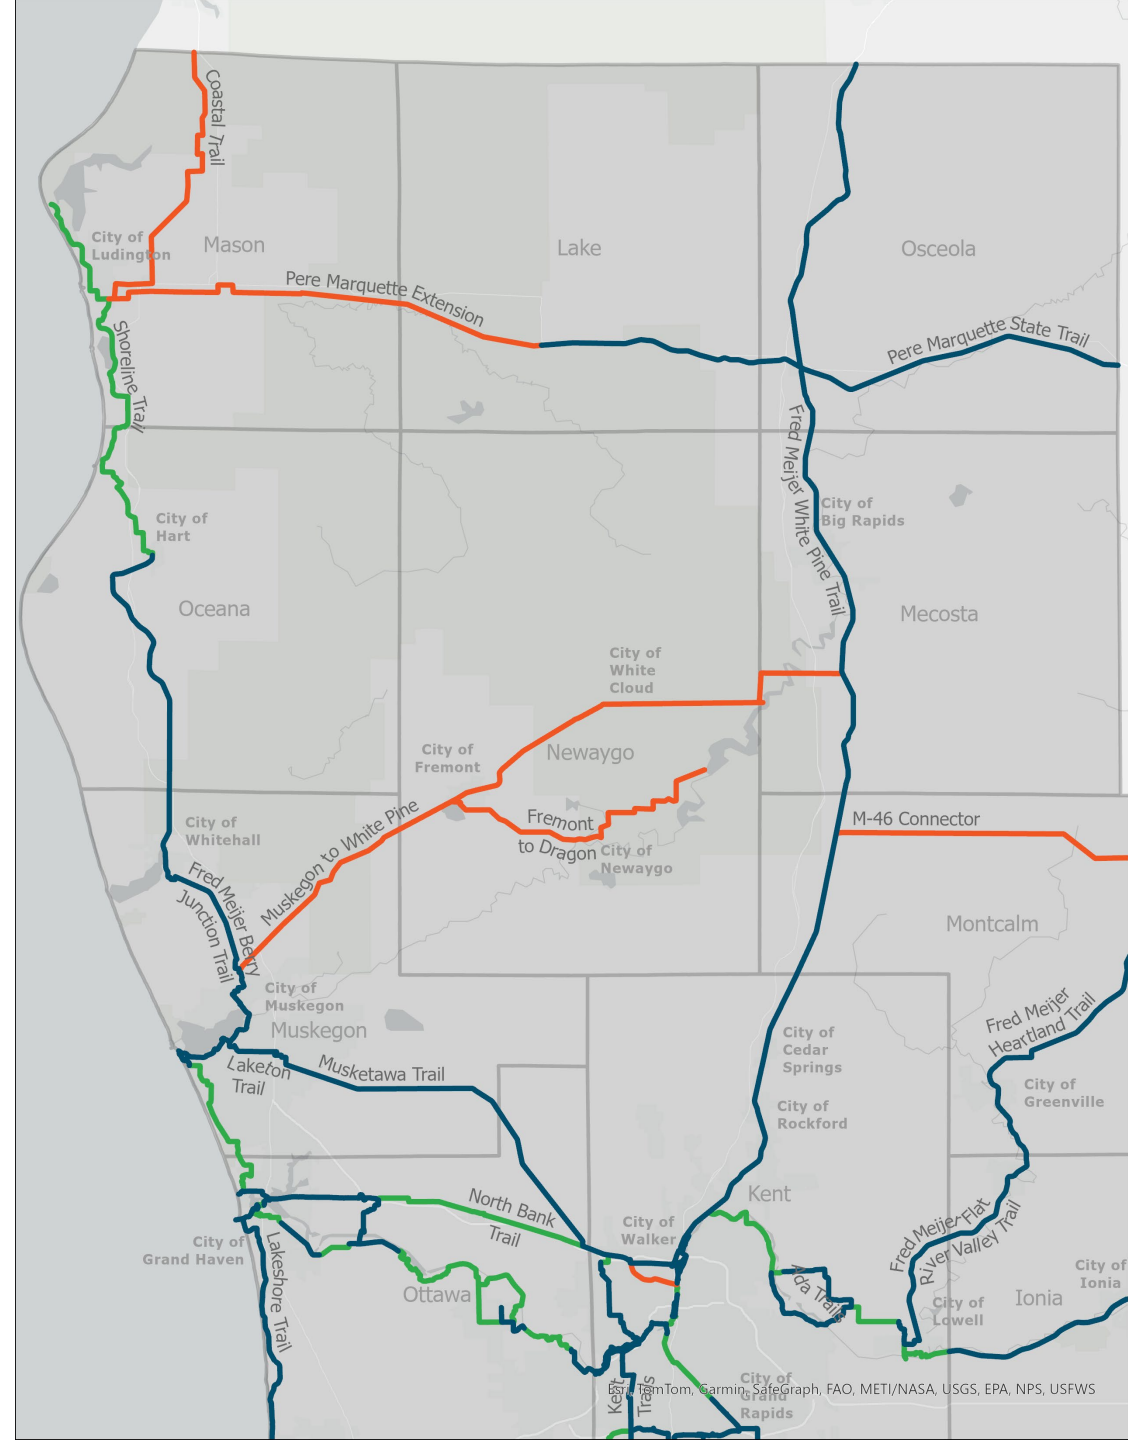 Coastal Trail
City of
Ludington
Mason
Lake
Osceola
Pere Marquette Extension
Pere Marquette State Trail
Shoreline Trail
Fred Meijer White Pine Trail
City of
Hart
City of
Big Rapids
Oceana
Mecosta
City of
White
Cloud
City of
Fremont
Newaygo
Muskegon to White Pine
Fremont
to Dragon
City of
Newaygo
M-46 Connector
City of
Whitehall
Fred Meijer Berry
Junction Trail
Montcalm
City of
Muskegon
Muskegon
Fred Meijer
Heartland Trail
City of
Cedar
Springs
Laketon
Trail
Musketawa Trail
City of
Greenville
City of
Rockford
Kent
North Bank
Trail
City of
Walker
Fred Meijer Flat
River Valley Trail
City of
Grand Haven
Lakeshore Trail
Ottawa
Ada Trails
City of
Ionia
Ionia
City of
Lowell
Kent
Trails
City of
Grand
Rapids
Esri, TomTom, Garmin, SafeGraph, FAO, METI/NASA, USGS, EPA, NPS, USFWS